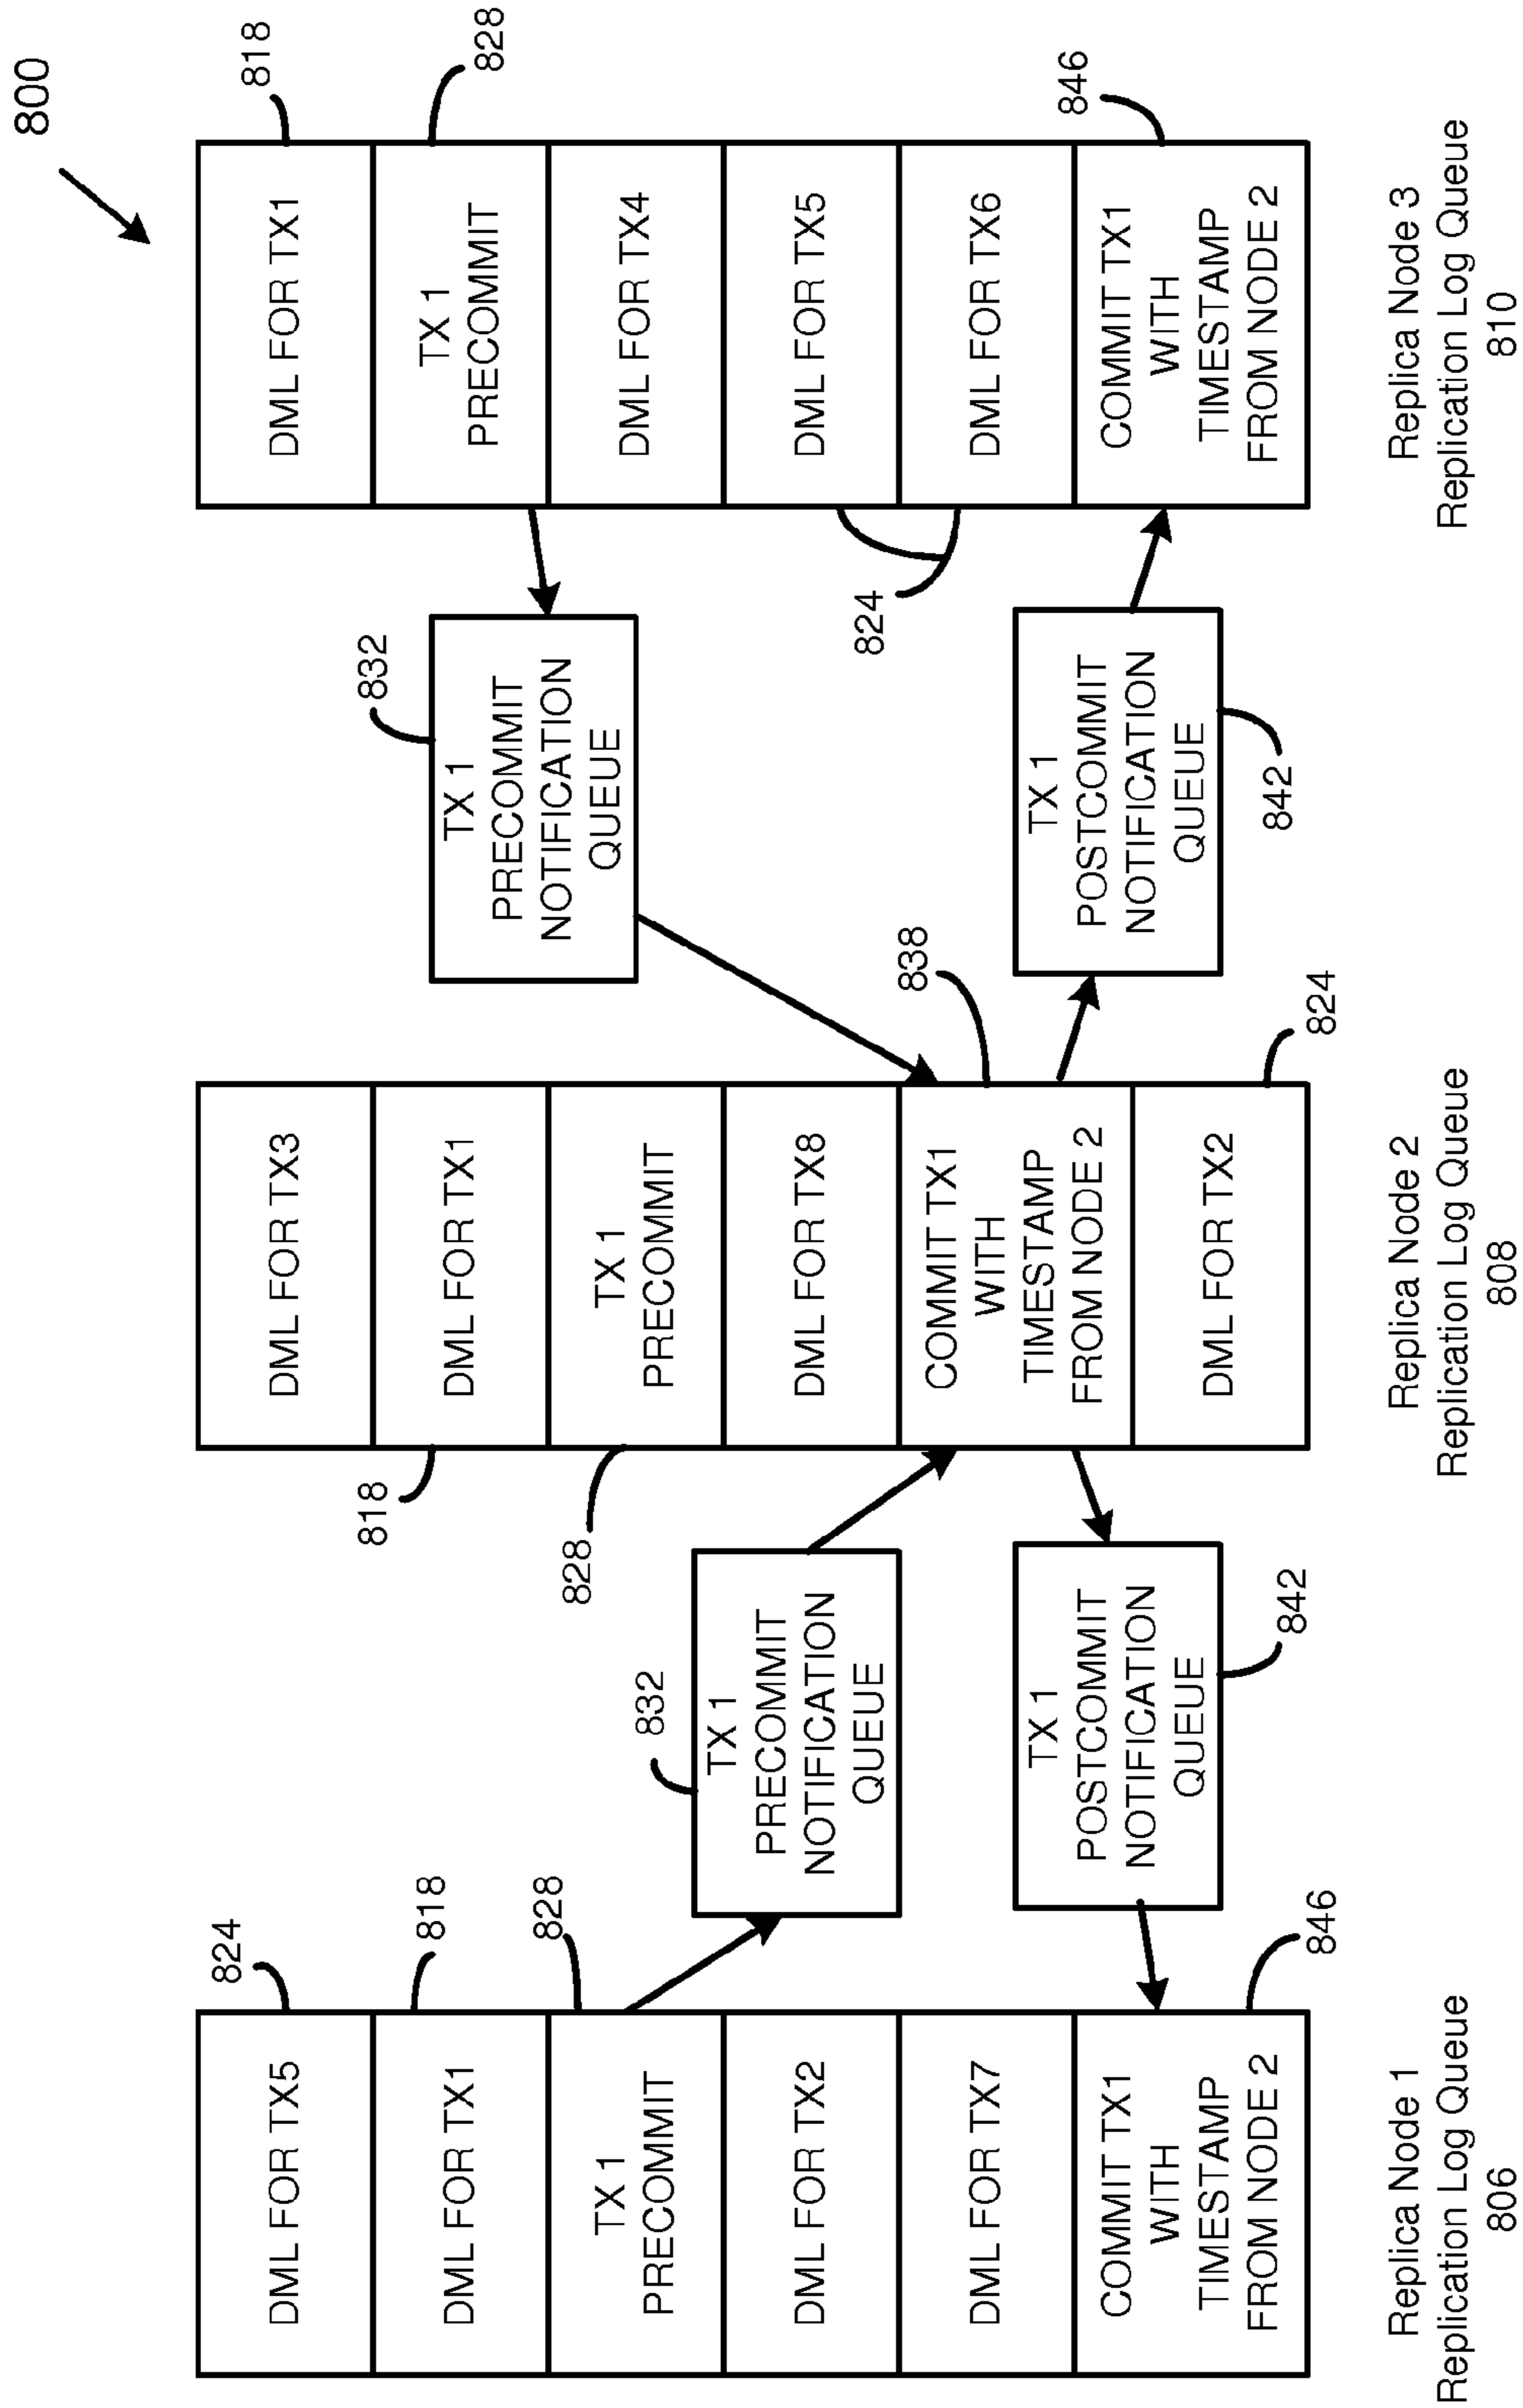 800
DML FOR TX5
DML FOR TX1
TX 1
PRECOMMIT
DML FOR TX2
DML FOR TX7
COMMIT TX1
WITH
TIMESTAMP
FROM NODE 2
824
818
828
846
Replica Node 1
Replication Log Queue
806
832
TX 1
PRECOMMIT
NOTIFICATION
QUEUE
TX 1
POSTCOMMIT
NOTIFICATION
QUEUE
842
DML FOR TX3
DML FOR TX1
TX 1
PRECOMMIT
DML FOR TX8
COMMIT TX1
WITH
TIMESTAMP
FROM NODE 2
DML FOR TX2
818
828
838
824
Replica Node 2
Replication Log Queue
808
832
TX 1
PRECOMMIT
NOTIFICATION
QUEUE
TX 1
POSTCOMMIT
NOTIFICATION
QUEUE
842
DML FOR TX1
TX 1
PRECOMMIT
DML FOR TX4
DML FOR TX5
DML FOR TX6
COMMIT TX1
WITH
TIMESTAMP
FROM NODE 2
818
828
824
846
Replica Node 3
Replication Log Queue
810